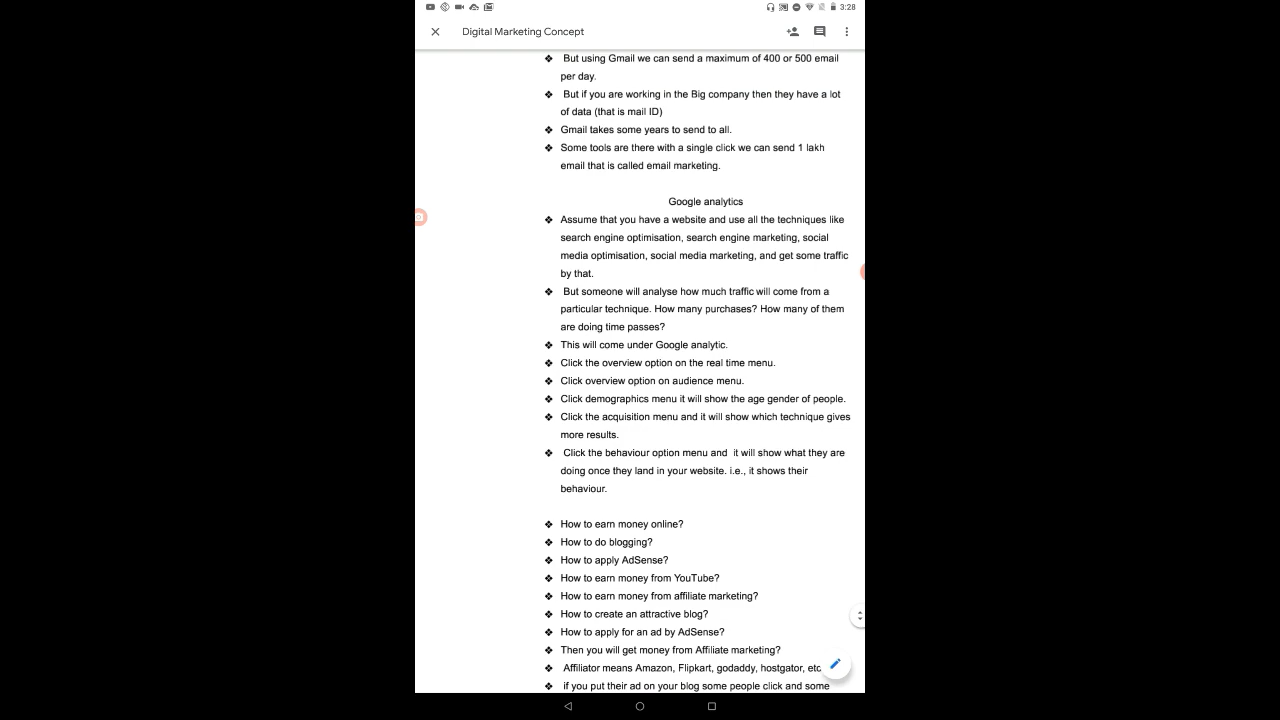 3:28
Digital Marketing Concept
❖ But using Gmail we can send a maximum of 400 or 500 email
per day.
❖ But if you are working in the Big company then they have a lot
of data (that is mail ID)
❖ Gmail takes some years to send to all.
❖ Some tools are there with a single click we can send 1 lakh
email that is called email marketing.
Google analytics
❖ Assume that you have a website and use all the techniques like
search engine optimisation, search engine marketing, social
media optimisation, social media marketing, and get some traffic
by that.
❖ But someone will analyse how much traffic will come from a
particular technique. How many purchases? How many of them
are doing time passes?
❖ This will come under Google analytic.
❖ Click the overview option on the real time menu.
❖ Click overview option on audience menu.
❖ Click demographics menu it will show the age gender of people.
❖ Click the acquisition menu and it will show which technique gives
more results.
❖ Click the behaviour option menu and it will show what they are
doing once they land in your website. i.e., it shows their
behaviour.
❖ How to earn money online?
❖ How to do blogging?
❖ How to apply AdSense?
❖ How to earn money from YouTube?
❖ How to earn money from affiliate marketing?
❖ How to create an attractive blog?
❖ How to apply for an ad by AdSense?
❖ Then you will get money from Affiliate marketing?
❖ Affiliator means Amazon, Flipkart, godaddy, hostgator, etc
❖ if you put their ad on your blog some people click and some